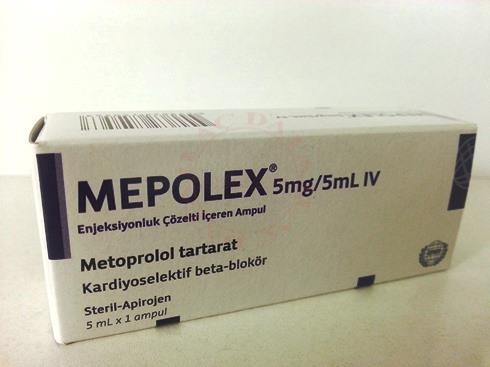 MEPOLEX® 5mg/5mL IV
Enjeksiyonluk Çözelti İçeren Ampul
Metoprolol tartarat
Kardiyoselektif beta-blokör
Steril-Apirojen
5 mL x 1 ampul